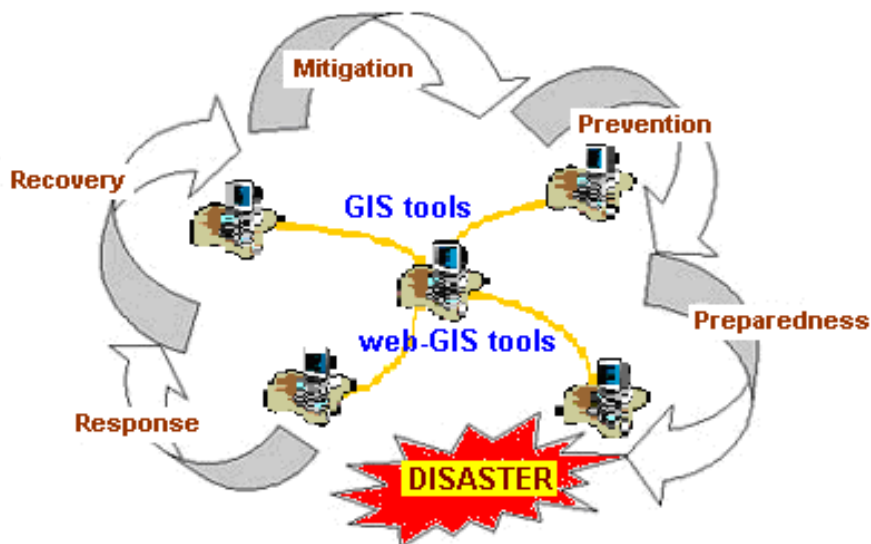 Mitigation
Prevention
Recovery
GIS tools
Preparedness
web-GIS tools
Response
DISASTER